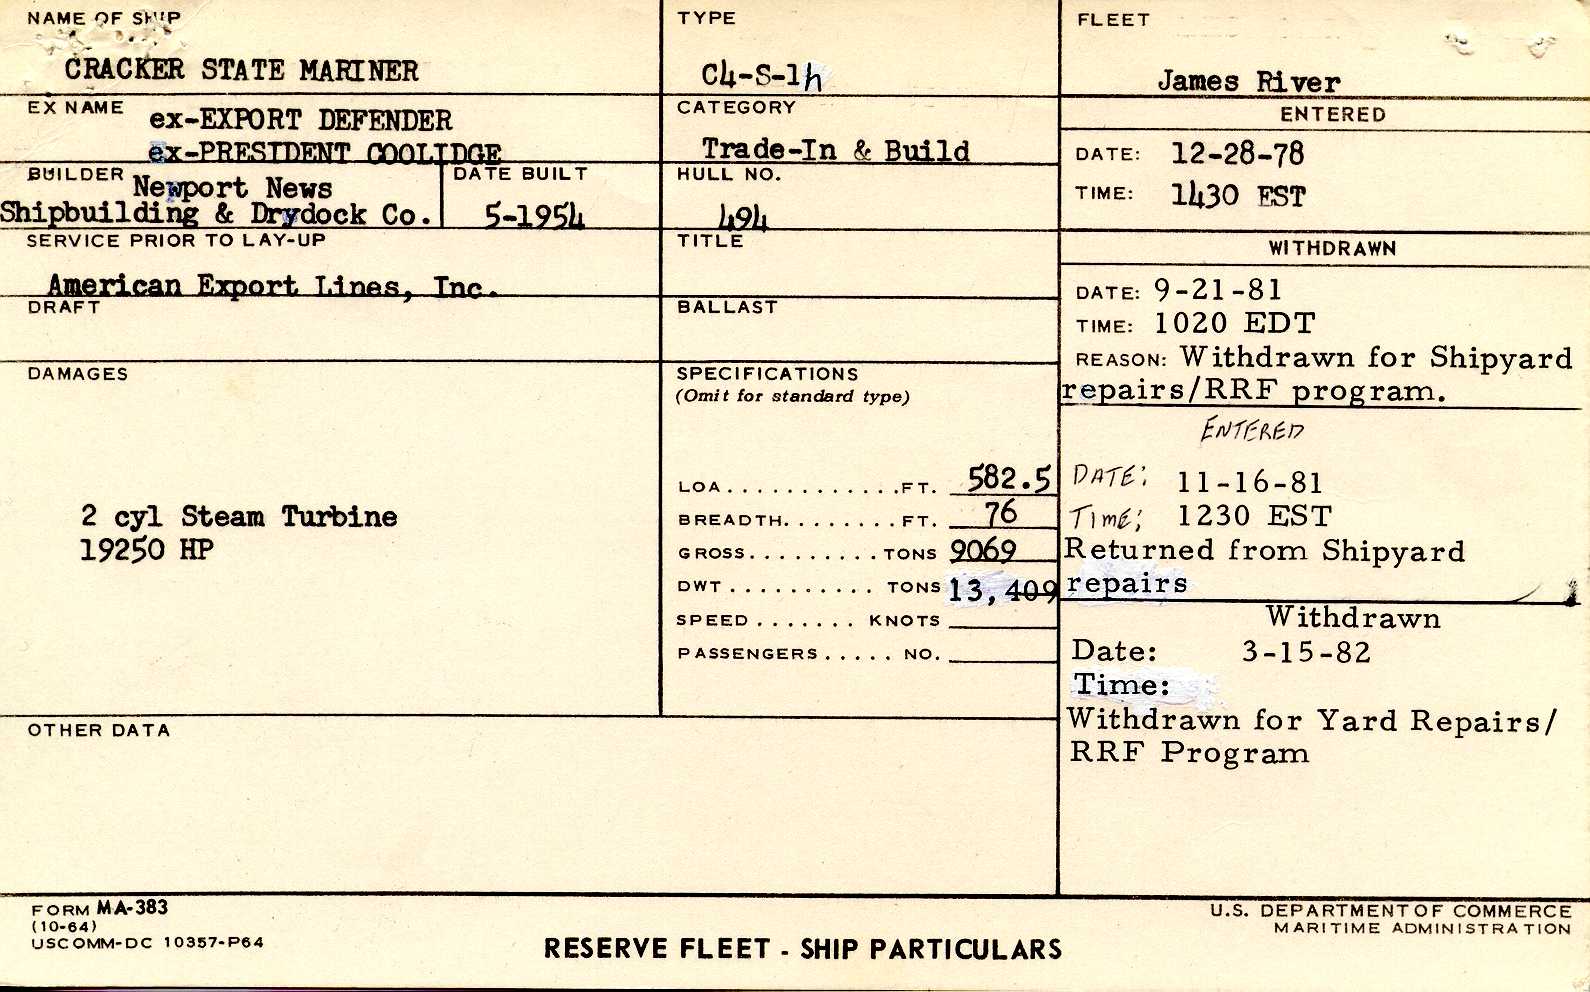 NAME OF SHIP
CRACKER STATE MARINER
EX NAME
ex-EXPORT DEFENDER
ex-PRESIDENT COOLIDGE
BUILDER
Newport News
Shipbuilding & Drydock Co.
DATE BUILT
5-1954
SERVICE PRIOR TO LAY-UP
American Export Lines, Inc.
DRAFT
DAMAGES
2 cyl Steam Turbine
19250 HP
TYPE
C4-S-1h
CATEGORY
Trade-In & Build
HULL NO.
494
TITLE
BALLAST
SPECIFICATIONS
(Omit for standard type)
LOA.............FT. 582.5
BREADTH........FT. 76
GROSS.........TONS 9069
DWT.......... TONS 13,409
SPEED....... KNOTS
PASSENGERS..... NO.
FLEET
James River
ENTERED
DATE: 12-28-78
TIME: 1430 EST
WITHDRAWN
DATE: 9-21-81
TIME: 1020 EDT
REASON: Withdrawn for Shipyard
repairs/RRF program.
ENTERED
DATE: 11-16-81
TIME; 1230 EST
Returned from Shipyard
repairs
Withdrawn
Date: 3-15-82
Time:
Withdrawn for Yard Repairs/
RRF Program
OTHER DATA
FORM MA-383
(10-64)
USCOMM-DC 10357-P64
RESERVE FLEET - SHIP PARTICULARS
U.S. DEPARTMENT OF COMMERCE
MARITIME ADMINISTRATION